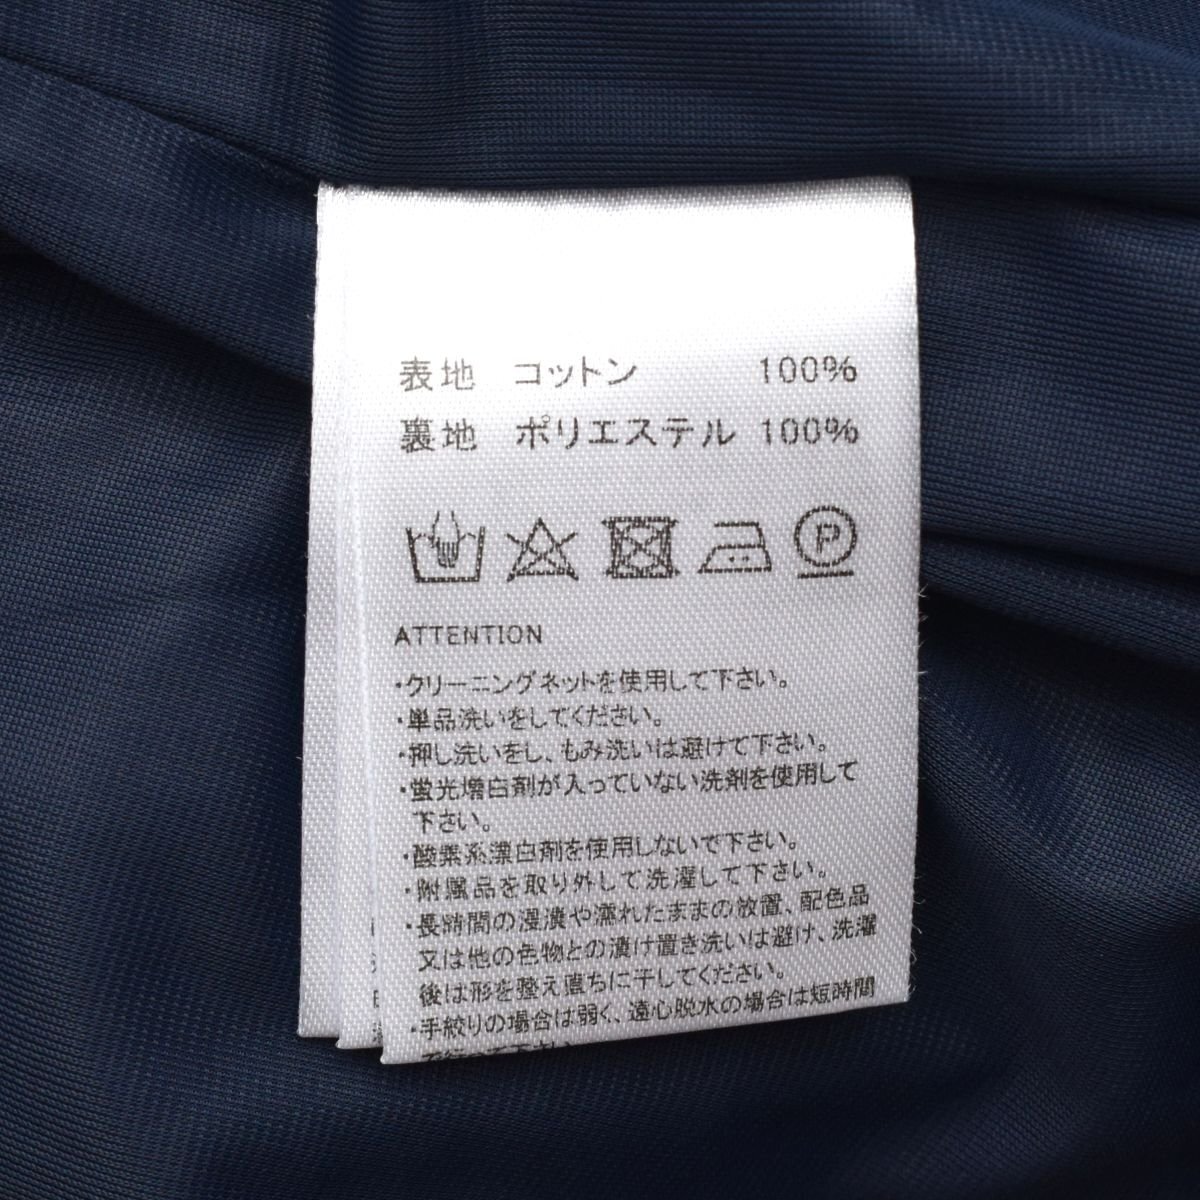 表地 コットン 100%
裏地 ポリエステル 100%
P
ATTENTION
・クリーニングネットを使用して下さい。
・単品洗いをしてください。
・押し洗いをし、もみ洗いは避けて下さい。
・蛍光増白剤が入っていない洗剤を使用して
下さい。
・酸素系漂白剤を使用しないで下さい。
・附属品を取り外して洗濯して下さい。
・長時間の浸漬や濡れたままの放置、配色品
又は他の色物との漬け置き洗いは避け、洗濯
後は形を整え直ちに干してください。
・手絞りの場合は弱く、遠心脱水の場合は短時間
で行って下さい